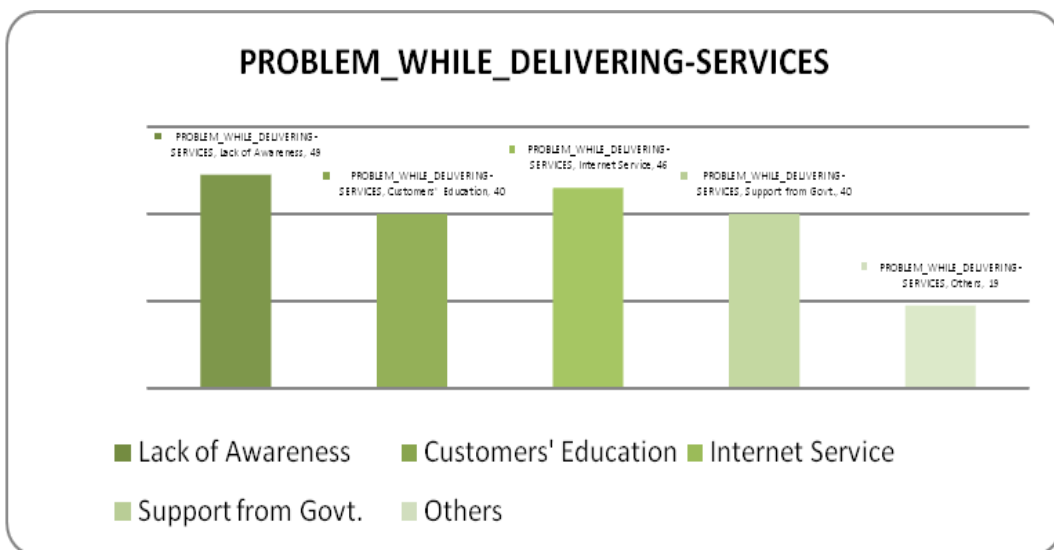 PROBLEM_WHILE_DELIVERING-SERVICES
PROBLEM_WHILE_DELIVERING-
SERVICES, Lack of Awareness, 49
PROBLEM_WHILE_DELIVERING-
SERVICES, Customers' Education, 40
PROBLEM_WHILE_DELIVERING-
SERVICES, Internet Service, 46
PROBLEM_WHILE_DELIVERING-
SERVICES, Support from Govt., 40
PROBLEM_WHILE_DELIVERING-
SERVICES, Others, 19
Lack of Awareness
Customers' Education
Internet Service
Support from Govt.
Others